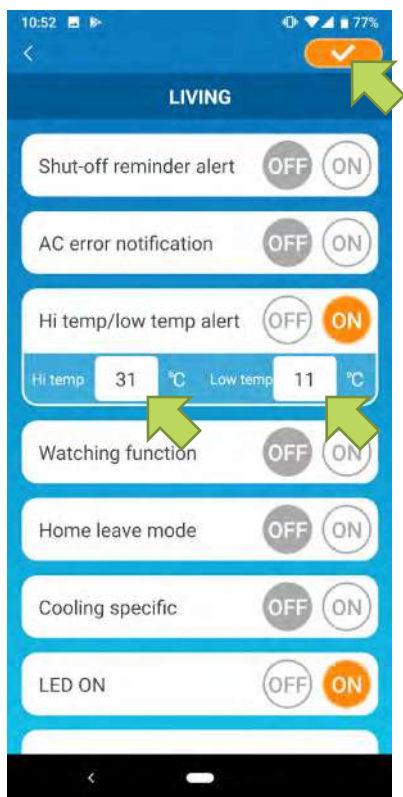 10:52 77%
LIVING
Shut-off reminder alert OFF ON
AC error notification OFF ON
Hi temp/low temp alert OFF ON
Hi temp 31 °C Low temp 11 °C
Watching function OFF ON
Home leave mode OFF ON
Cooling specific OFF ON
LED ON OFF ON